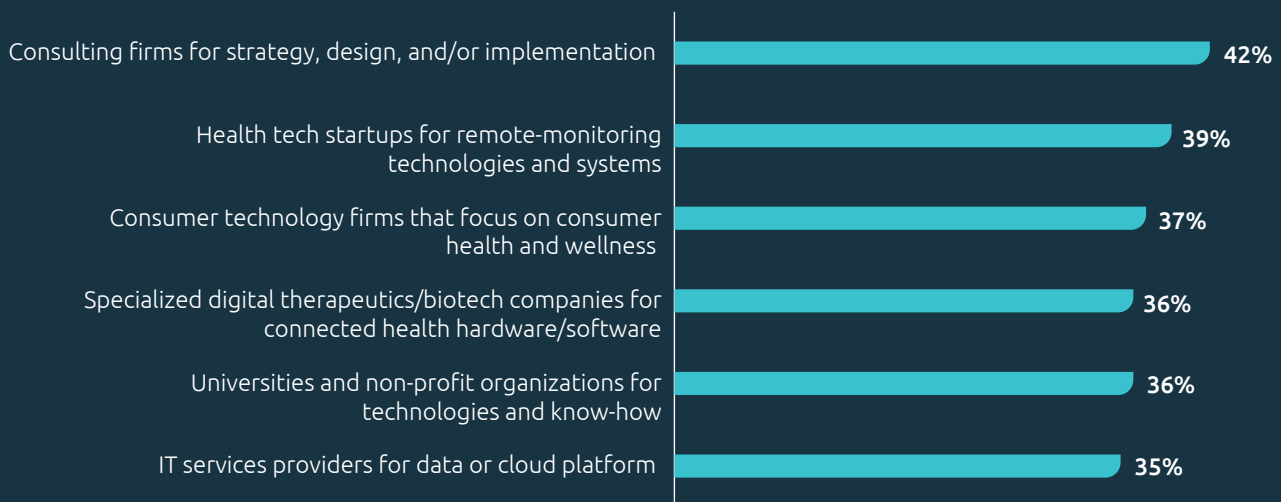 Consulting firms for strategy, design, and/or implementation
42%
Health tech startups for remote-monitoring
technologies and systems
39%
Consumer technology firms that focus on consumer
health and wellness
37%
Specialized digital therapeutics/biotech companies for
connected health hardware/software
36%
Universities and non-profit organizations for
technologies and know-how
36%
IT services providers for data or cloud platform
35%